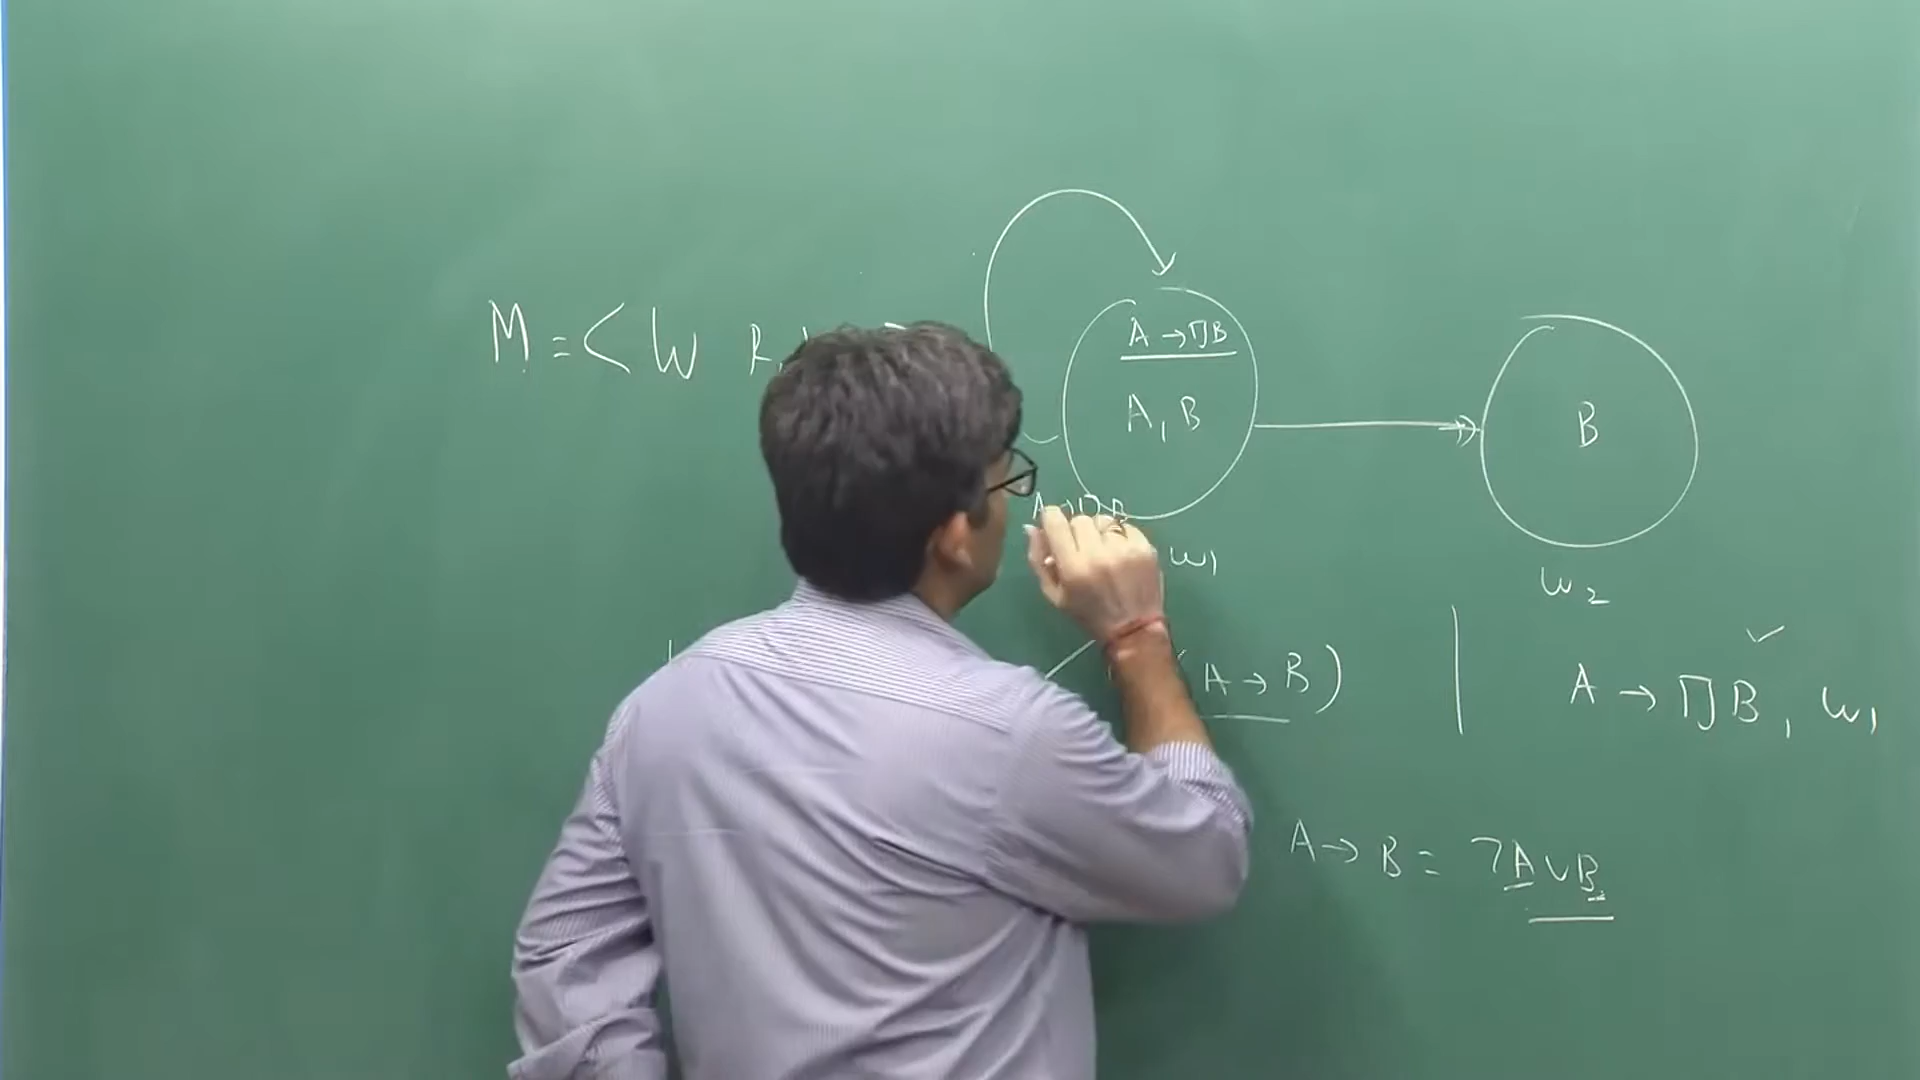 M = < W R,
A → □B
A, B
B
A → □B
w₁
w₂
(A → B)
A → □B, w₁
A → B = ¬A ∨ B